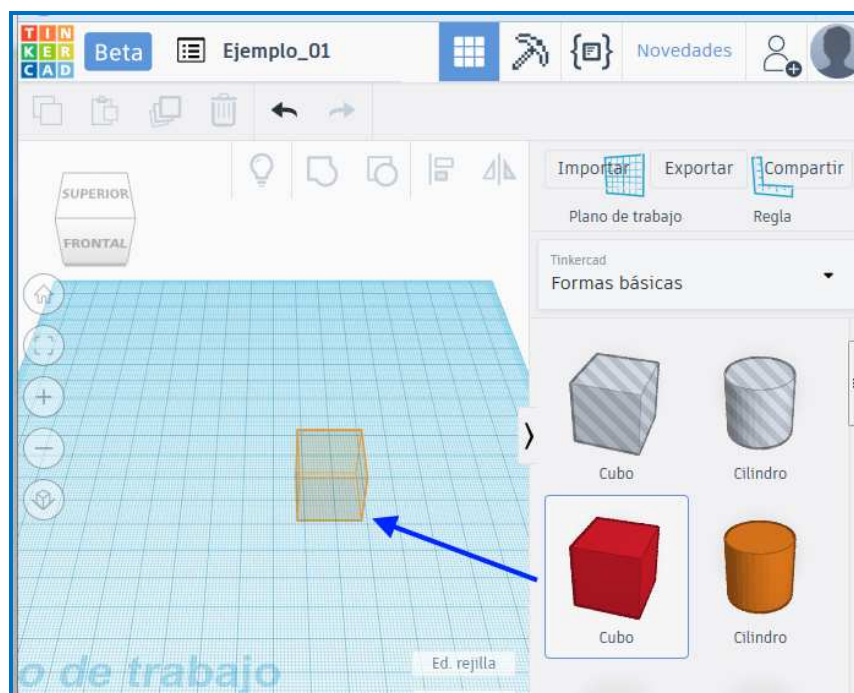 TIN
KER
CAD
Beta
Ejemplo_01
Novedades
Importar
Exportar
Compartir
Plano de trabajo
Regla
SUPERIOR
FRONTAL
Tinkercad
Formas básicas
Cubo
Cilindro
Cubo
Cilindro
o de trabajo
Ed. rejilla